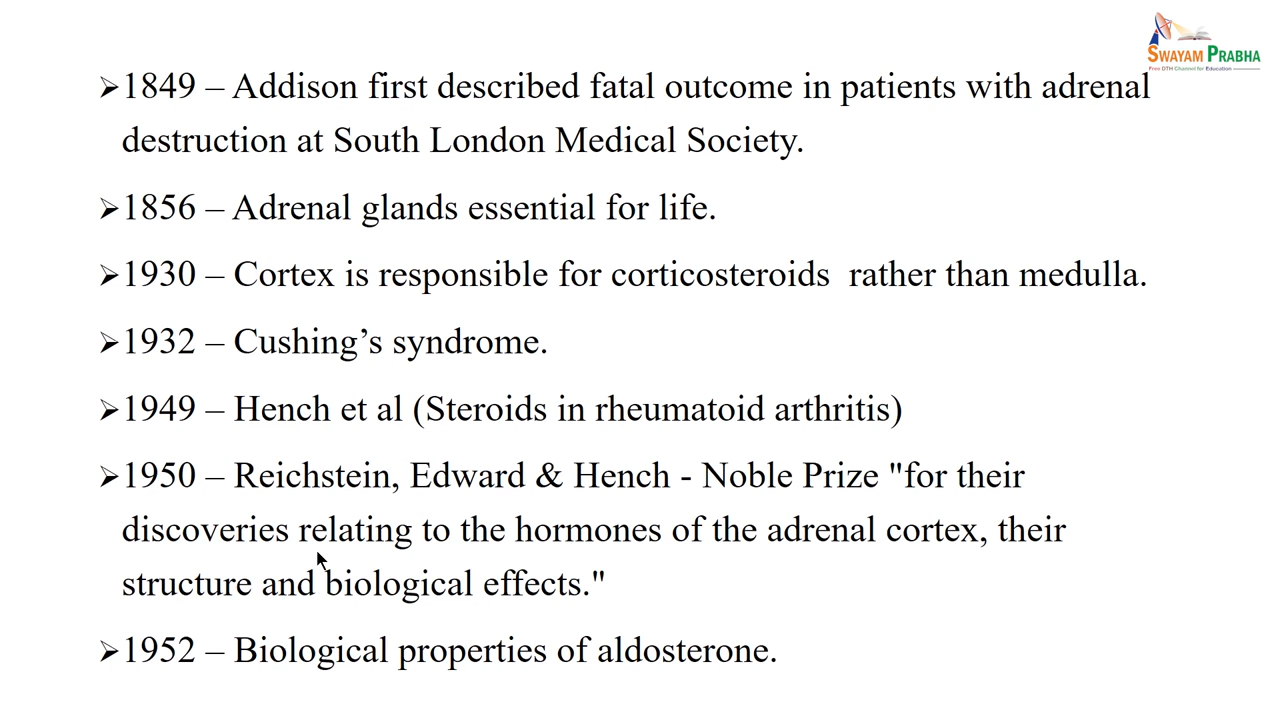 SWAYAM PRABHA
Free DTH Channel for Education
➢1849 – Addison first described fatal outcome in patients with adrenal
destruction at South London Medical Society.
➢1856 – Adrenal glands essential for life.
➢1930 – Cortex is responsible for corticosteroids  rather than medulla.
➢1932 – Cushing’s syndrome.
➢1949 – Hench et al (Steroids in rheumatoid arthritis)
➢1950 – Reichstein, Edward & Hench - Noble Prize "for their
discoveries relating to the hormones of the adrenal cortex, their
structure and biological effects."
➢1952 – Biological properties of aldosterone.